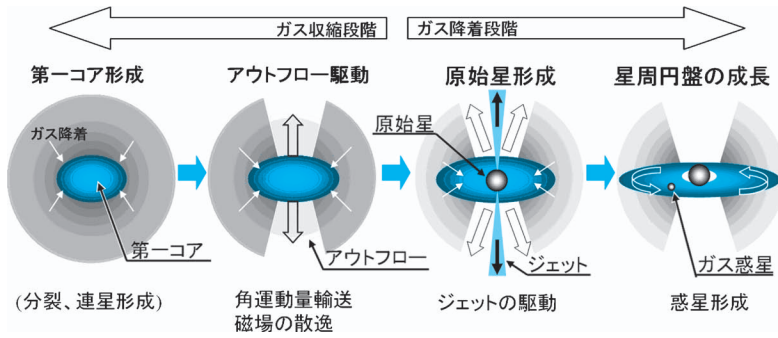 ガス収縮段階
ガス降着段階
第一コア形成
アウトフロー駆動
原始星形成
星周円盤の成長
ガス降着
原始星
第一コア
アウトフロー
ジェット
ガス惑星
(分裂、連星形成)
角運動量輸送
磁場の散逸
ジェットの駆動
惑星形成